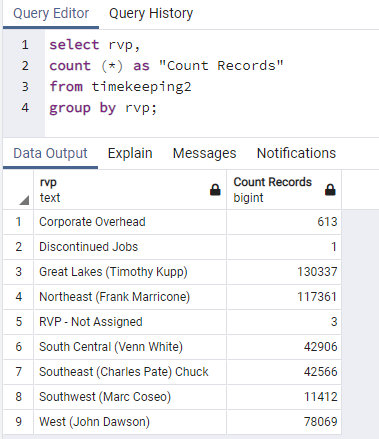 Query Editor Query History
1 select rvp,
2 count (*) as "Count Records"
3 from timekeeping2
4 group by rvp;
Data Output Explain Messages Notifications
rvp Count Records
text bigint
1 Corporate Overhead 613
2 Discontinued Jobs 1
3 Great Lakes (Timothy Kupp) 130337
4 Northeast (Frank Marricone) 117361
5 RVP - Not Assigned 3
6 South Central (Venn White) 42906
7 Southeast (Charles Pate) Chuck 42566
8 Southwest (Marc Coseo) 11412
9 West (John Dawson) 78069